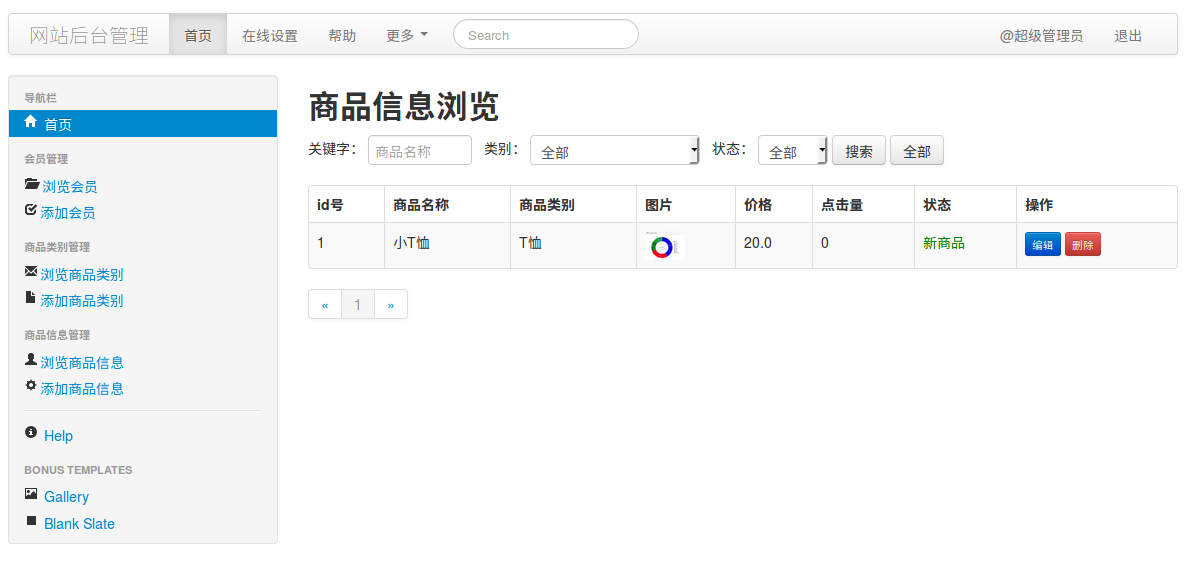 网站后台管理 首页 在线设置 帮助 更多 Search @超级管理员 退出
导航栏
首页
会员管理
浏览会员
添加会员
商品类别管理
浏览商品类别
添加商品类别
商品信息管理
浏览商品信息
添加商品信息
Help
BONUS TEMPLATES
Gallery
Blank Slate
商品信息浏览
关键字： 商品名称 类别： 全部 状态： 全部 搜索 全部
id号 商品名称 商品类别 图片 价格 点击量 状态 操作
1 小T恤 T恤 20.0 0 新商品 编辑 删除
« 1 »